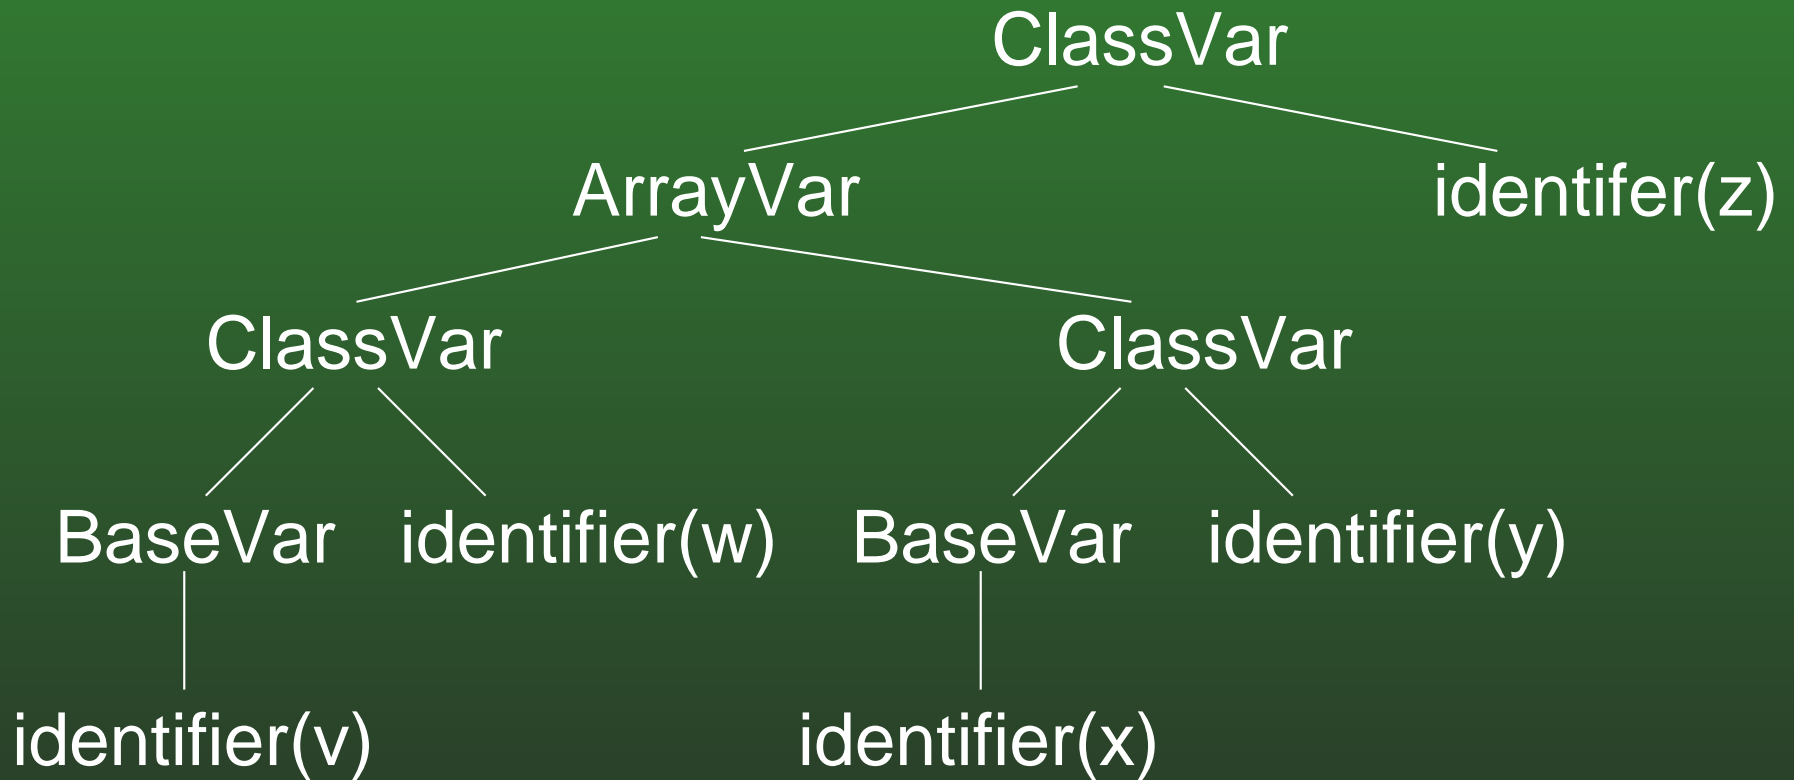 ClassVar
ArrayVar identifer(z)
ClassVar ClassVar
BaseVar identifier(w) BaseVar identifier(y)
identifier(v) identifier(x)